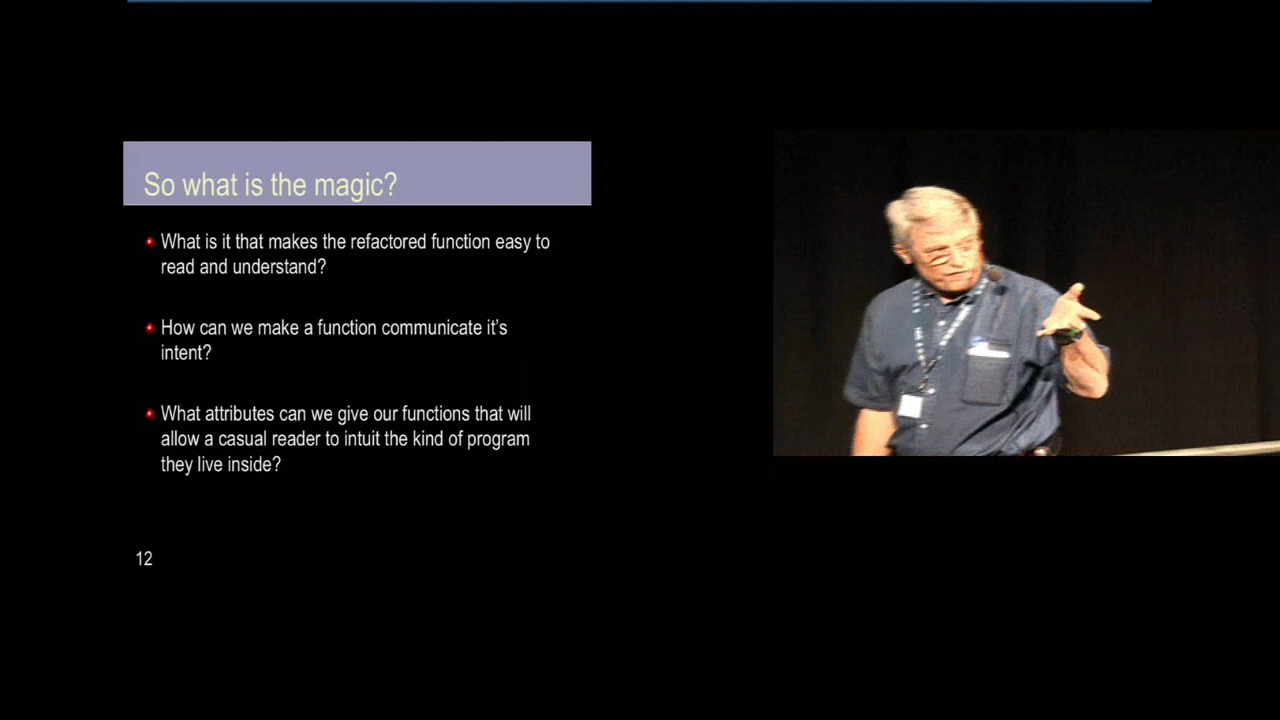 So what is the magic?
What is it that makes the refactored function easy to
read and understand?
How can we make a function communicate it's
intent?
What attributes can we give our functions that will
allow a casual reader to intuit the kind of program
they live inside?
12